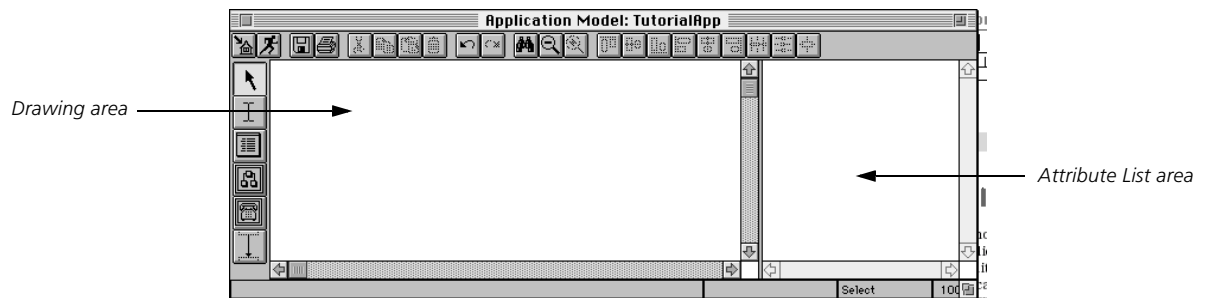 Application Model: TutorialApp
Drawing area
Attribute List area
Select
100